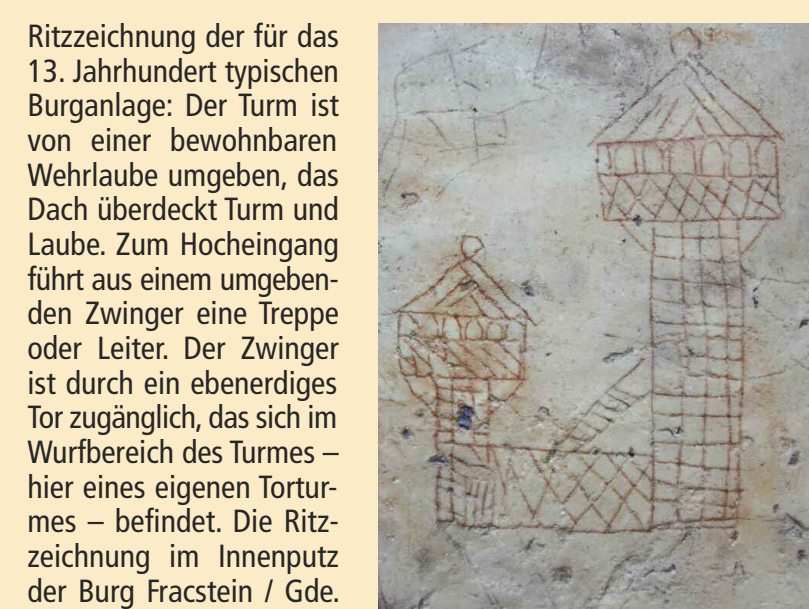 Ritzzeichnung der für das
13. Jahrhundert typischen
Burganlage: Der Turm ist
von einer bewohnbaren
Wehrlaube umgeben, das
Dach überdeckt Turm und
Laube. Zum Hocheingang
führt aus einem umgeben-
den Zwinger eine Treppe
oder Leiter. Der Zwinger
ist durch ein ebenerdiges
Tor zugänglich, das sich im
Wurfbereich des Turmes –
hier eines eigenen Tortur-
mes – befindet. Die Ritz-
zeichnung im Innenputz
der Burg Fracstein / Gde.